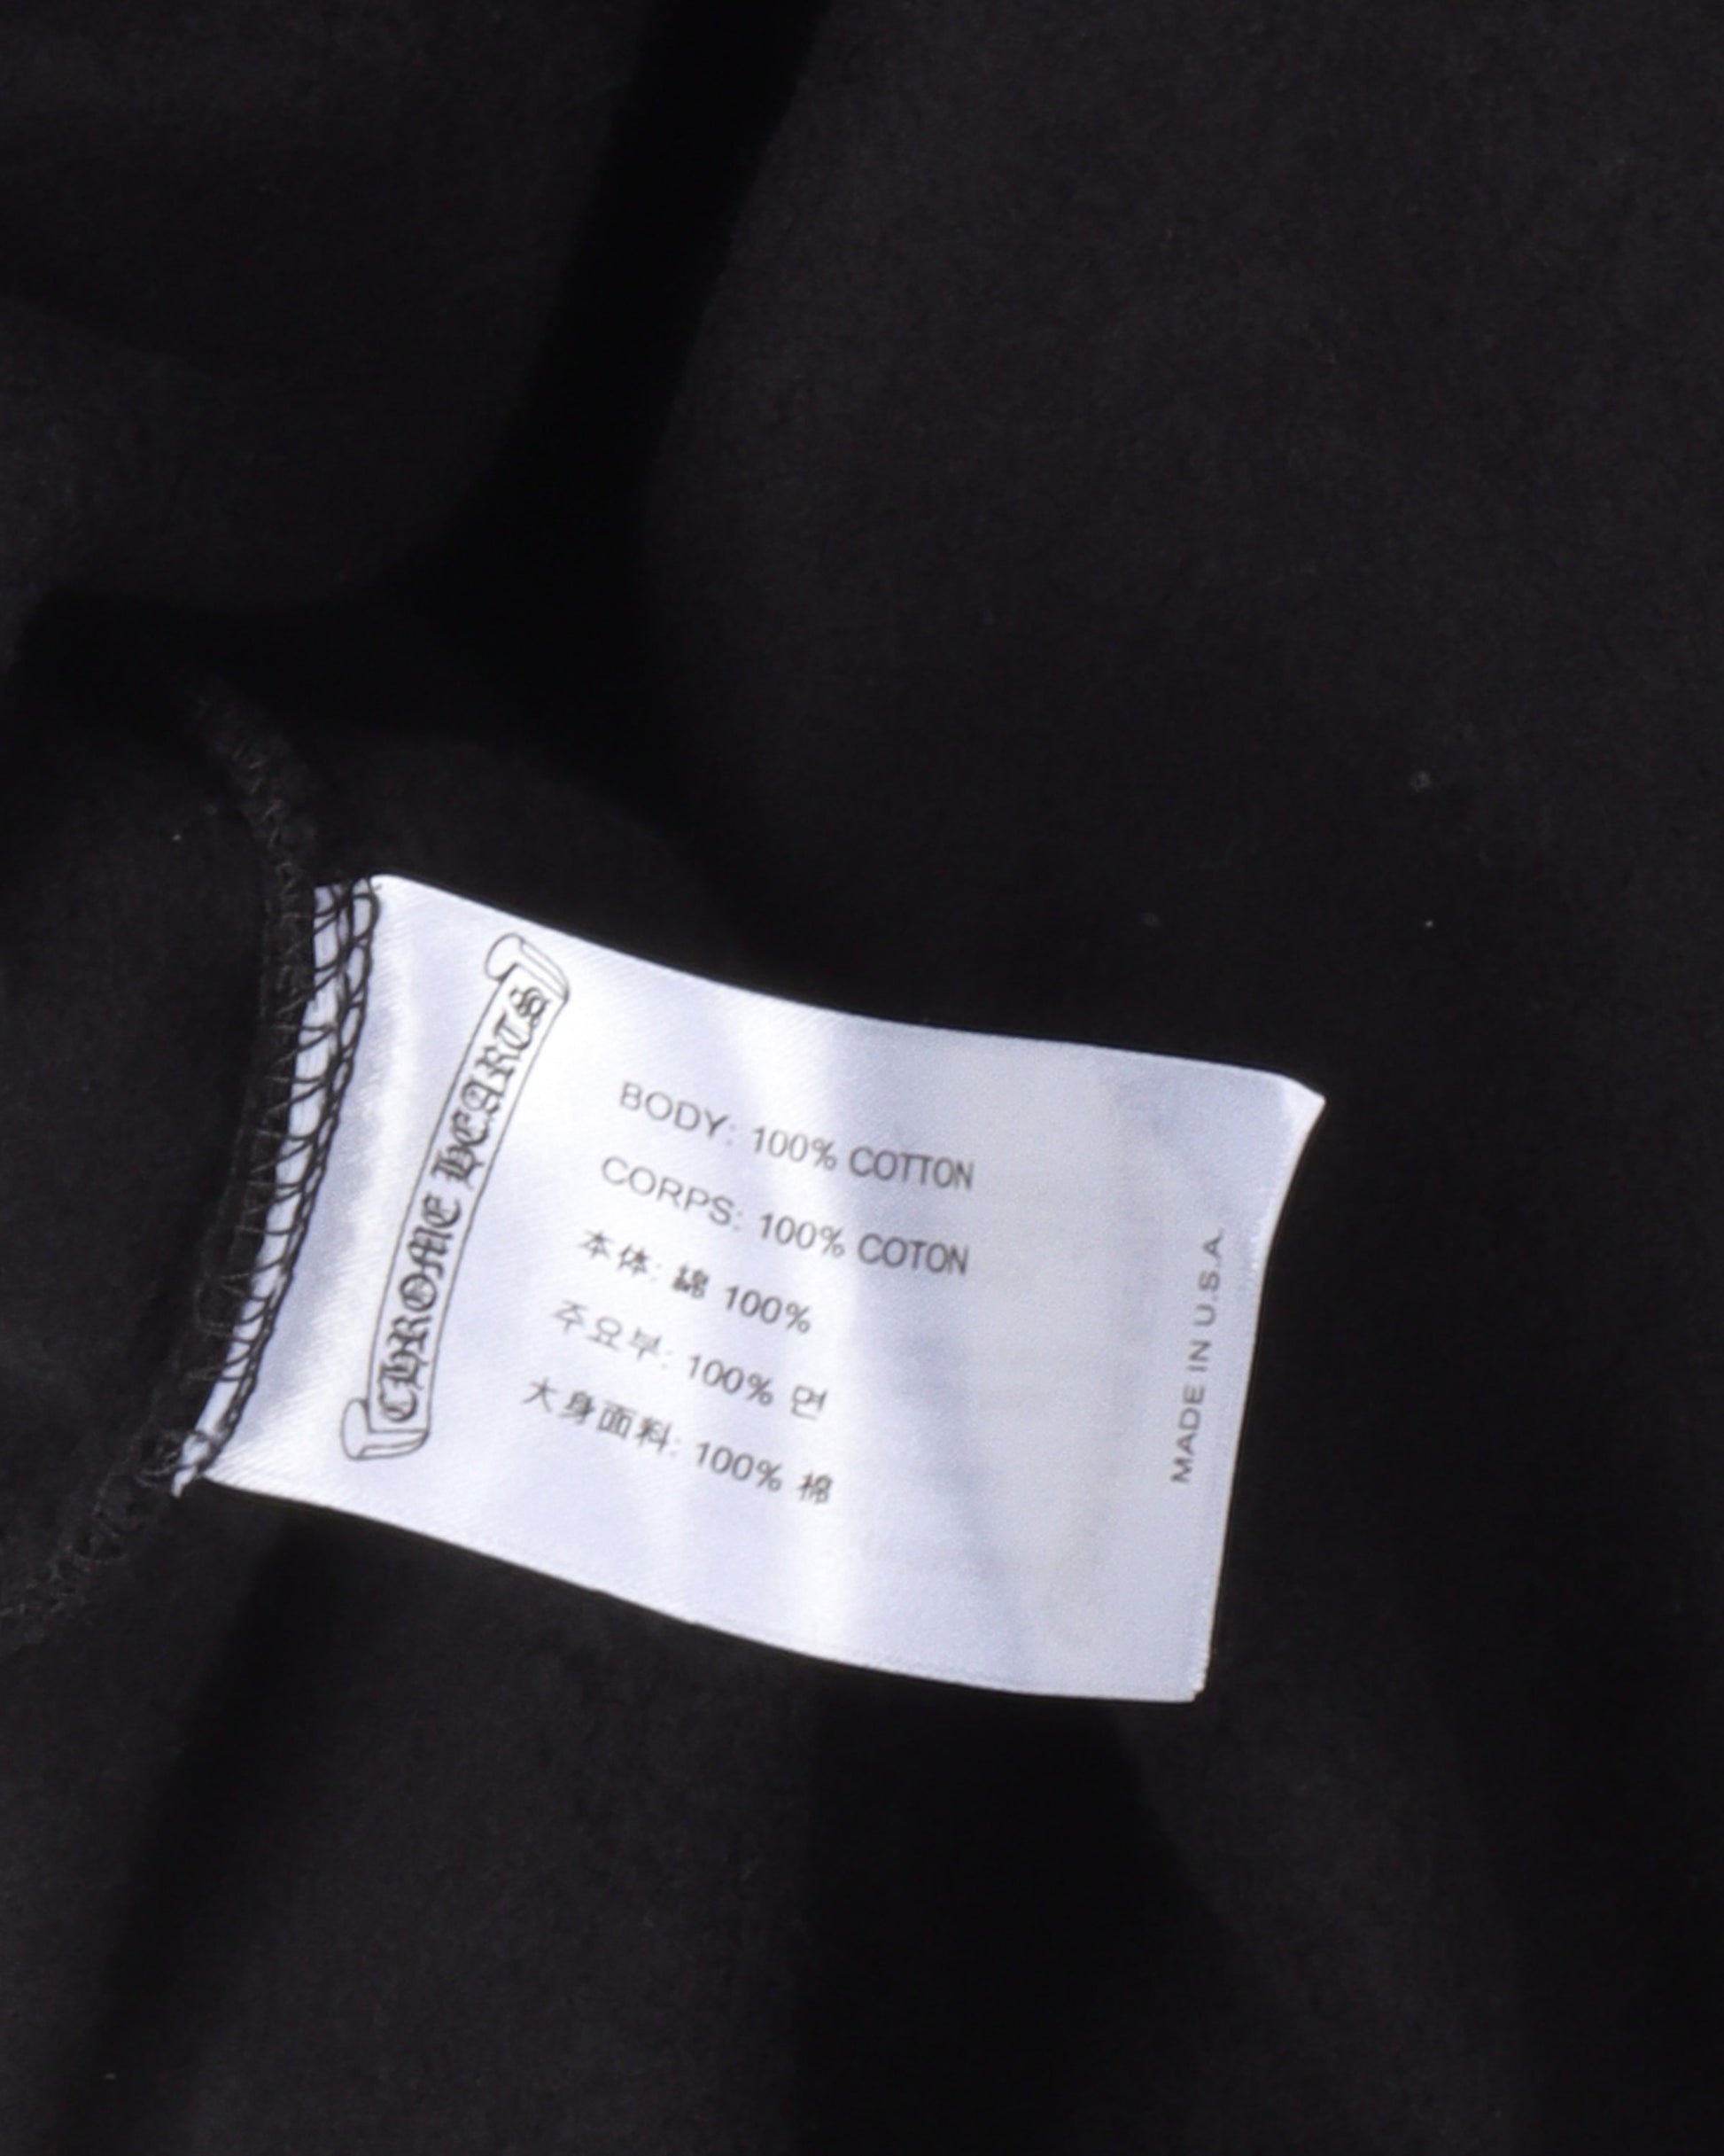 CHROME HEARTS
BODY: 100% COTTON
CORPS: 100% COTON
本体: 綿 100%
주요부: 100% 면
大身面料: 100% 棉
MADE IN U.S.A.